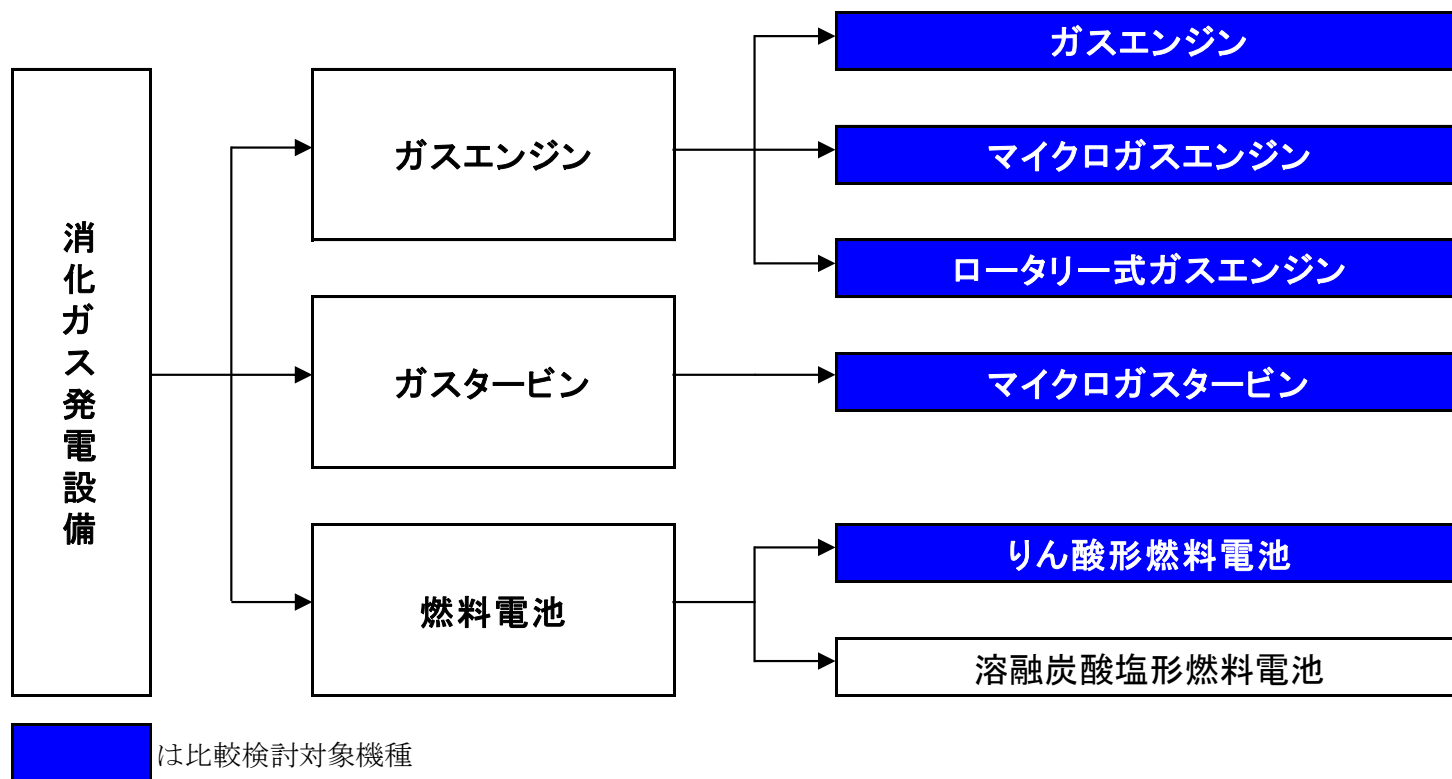 消化ガス発電設備
ガスエンジン
ガスタービン
燃料電池
ガスエンジン
マイクロガスエンジン
ロータリー式ガスエンジン
マイクロガスタービン
りん酸形燃料電池
溶融炭酸塩形燃料電池
は比較検討対象機種